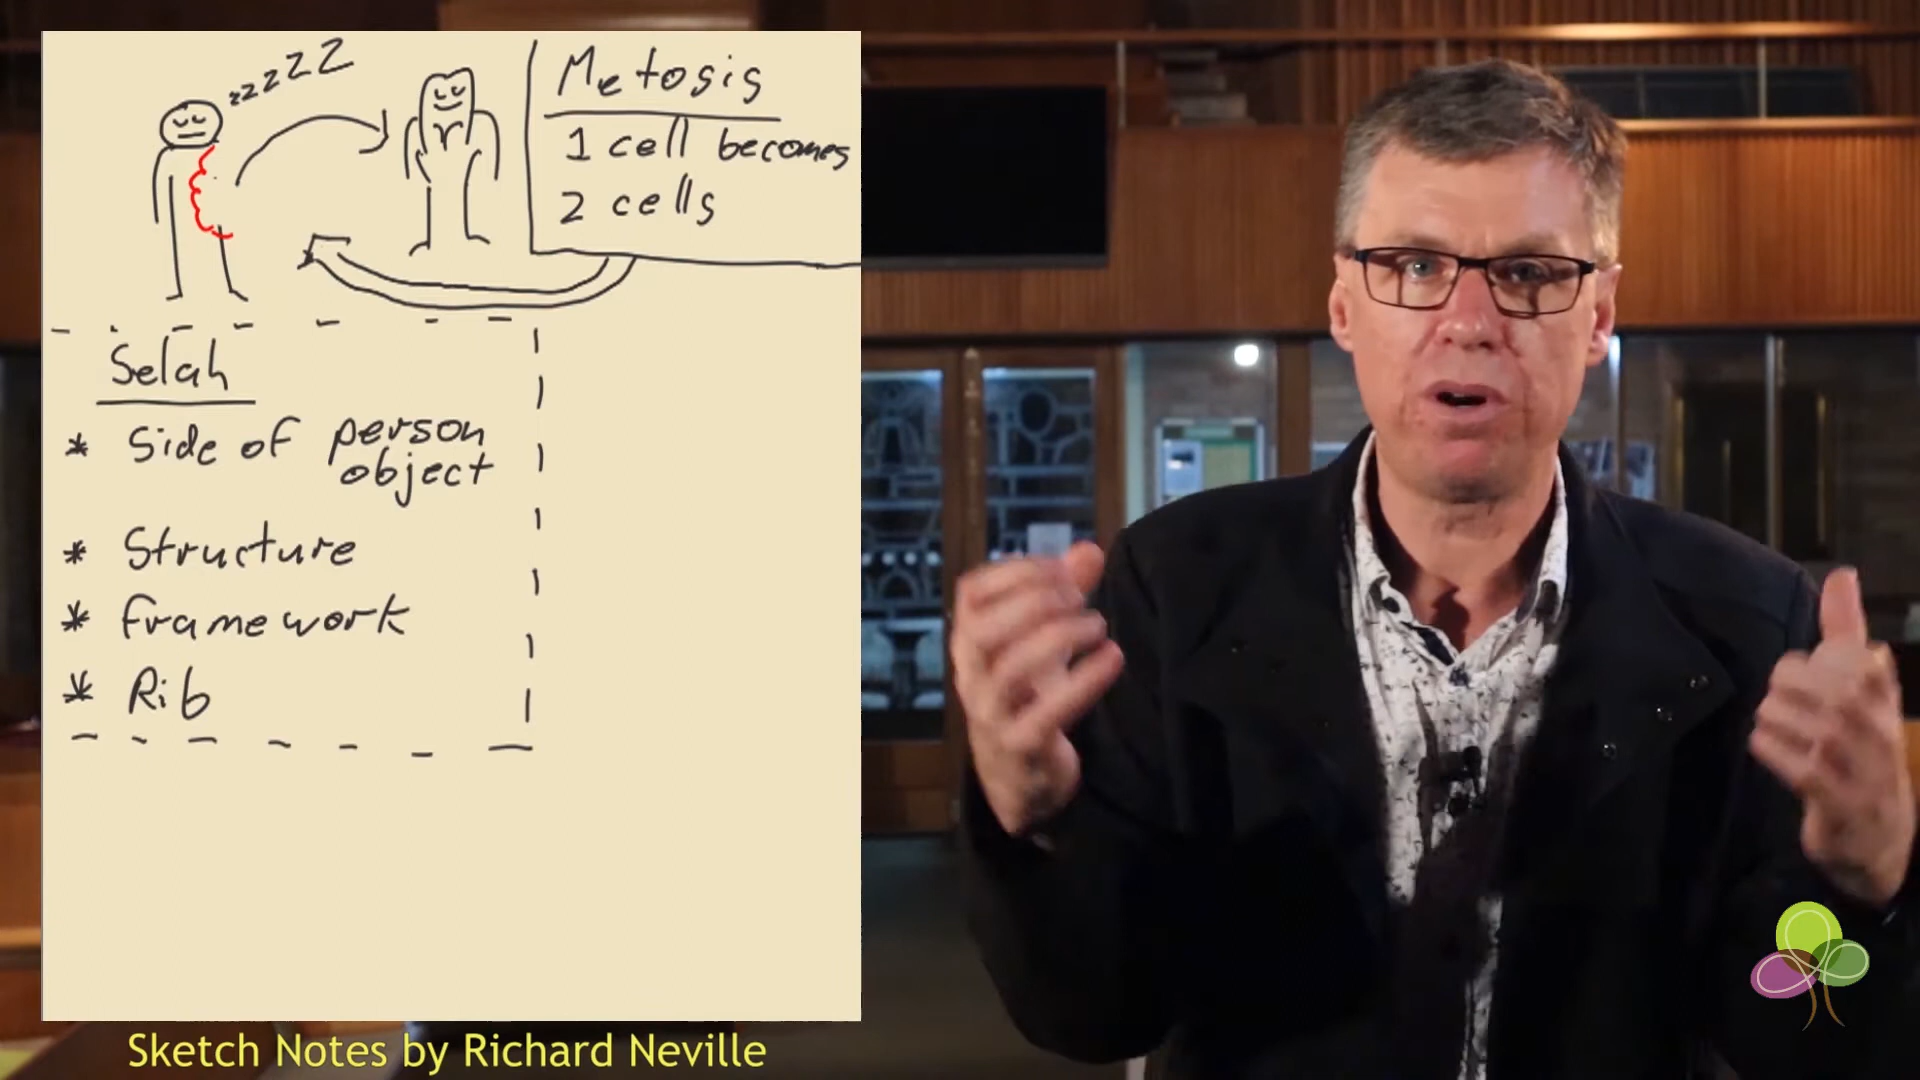 zzzZZ
Metosis
1 cell becomes
2 cells
Selah
* Side of person
object
* Structure
* Framework
* Rib
Sketch Notes by Richard Neville